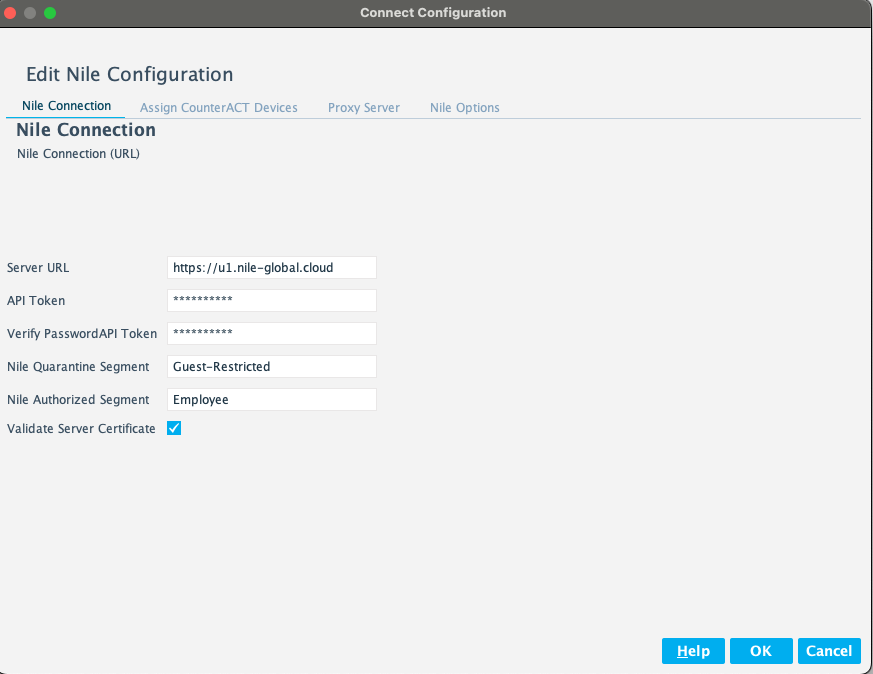 Connect Configuration
Edit Nile Configuration
Nile Connection Assign CounterACT Devices Proxy Server Nile Options
Nile Connection
Nile Connection (URL)
Server URL https://u1.nile-global.cloud
API Token **********
Verify PasswordAPI Token **********
Nile Quarantine Segment Guest-Restricted
Nile Authorized Segment Employee
Validate Server Certificate
Help OK Cancel